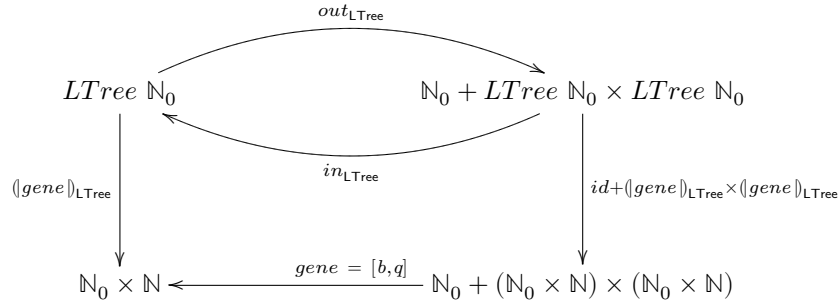 out_LTree
LTree ℕ₀ ℕ₀ + LTree ℕ₀ × LTree ℕ₀
in_LTree
⦇gene⦈_LTree id+⦇gene⦈_LTree×⦇gene⦈_LTree
gene = [b,q]
ℕ₀ × ℕ ℕ₀ + (ℕ₀ × ℕ) × (ℕ₀ × ℕ)